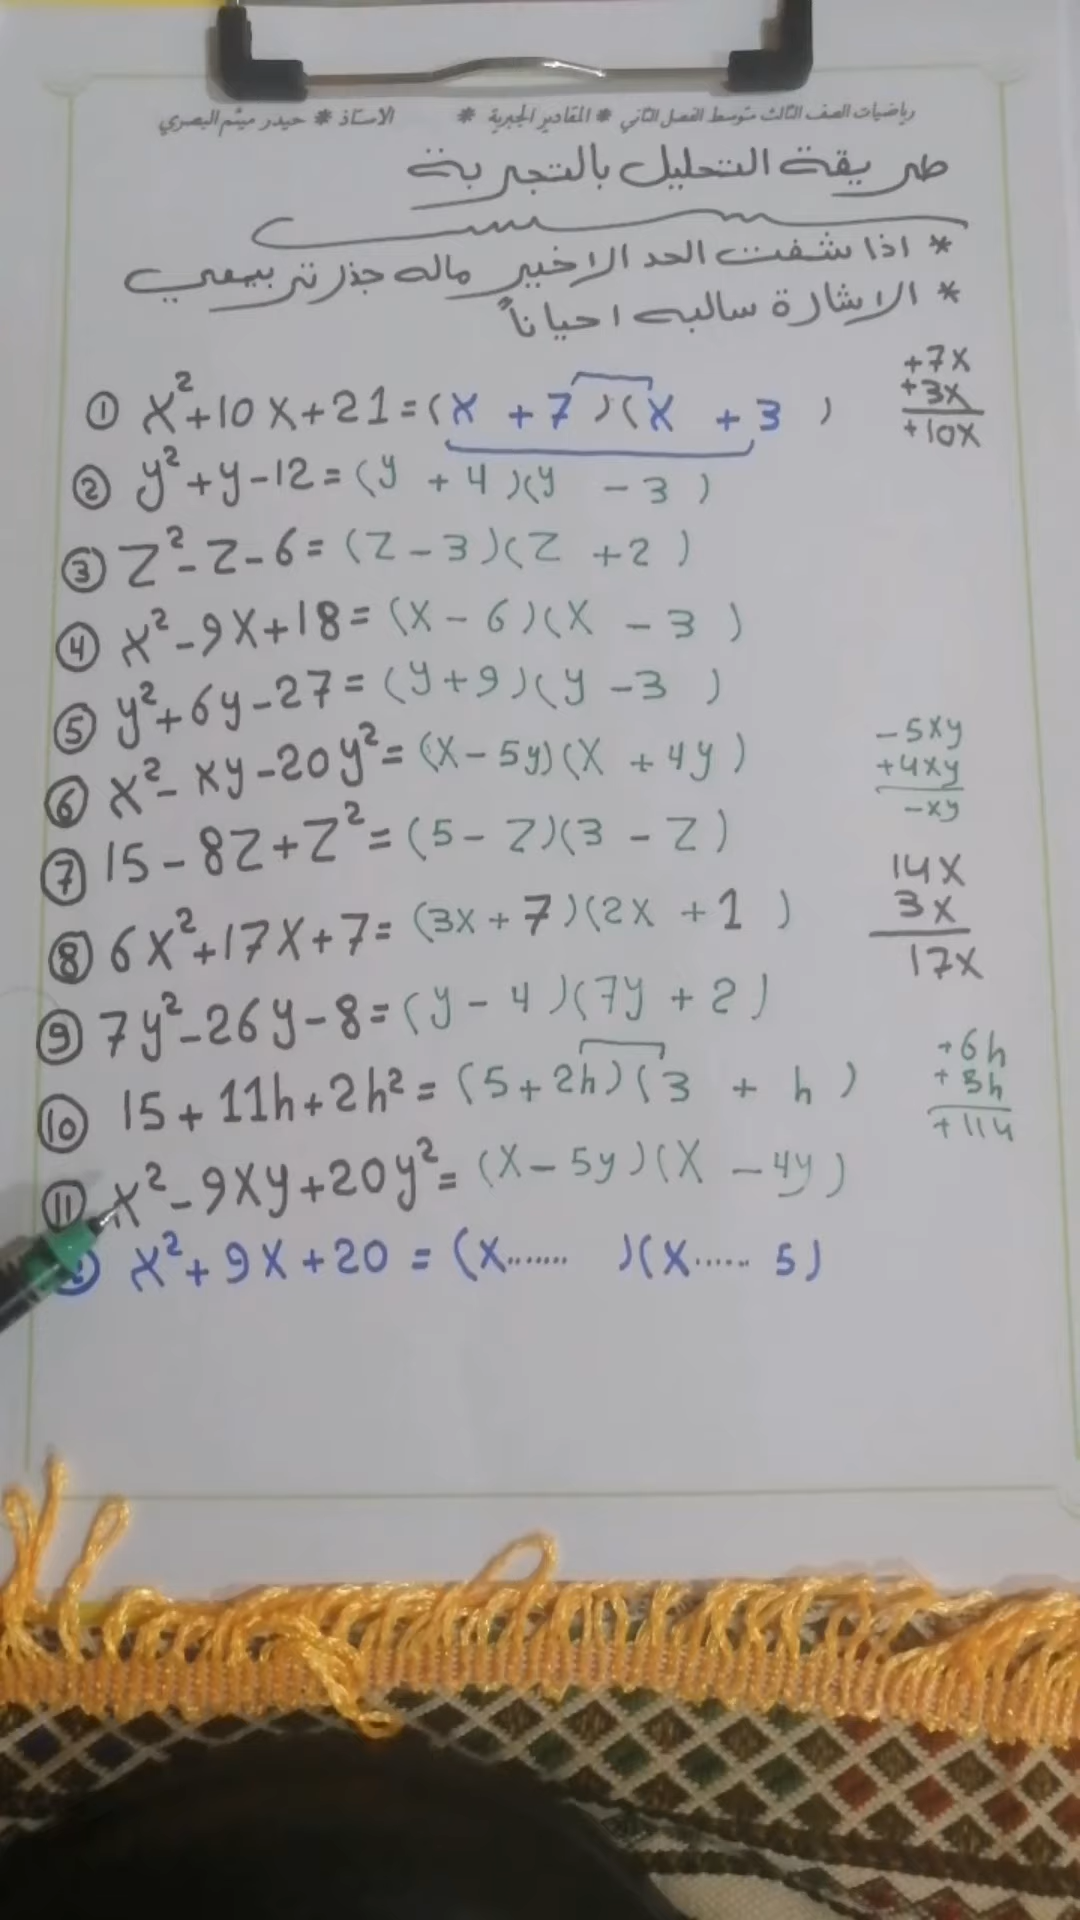 رياضيات الصف الثالث متوسط الفصل الثاني * المقادير الجبرية * الاستاذ * حيدر ميثم البصري
طريقة التحليل بالتجربة
* اذا شفت الحد الاخير ماله جذر تربيعي
* الاشارة سالبه احياناً
① x²+10x+21=(x +7)(x +3)
+7x
+3x
+10x
② y²+y-12=(y +4)(y -3)
③ z²-z-6=(z-3)(z +2)
④ x²-9x+18=(x-6)(x -3)
⑤ y²+6y-27=(y+9)(y-3)
⑥ x²-xy-20y²=(x-5y)(x +4y)
-5xy
+4xy
-xy
⑦ 15-8z+z²=(5-z)(3-z)
⑧ 6x²+17x+7=(3x+7)(2x +1)
14x
3x
17x
⑨ 7y²-26y-8=(y-4)(7y+2)
⑩ 15+11h+2h²=(5+2h)(3 + h)
+6h
+5h
+11h
⑪ x²-9xy+20y²=(x-5y)(x -4y)
x²+9x+20=(x....... )(x...... 5)